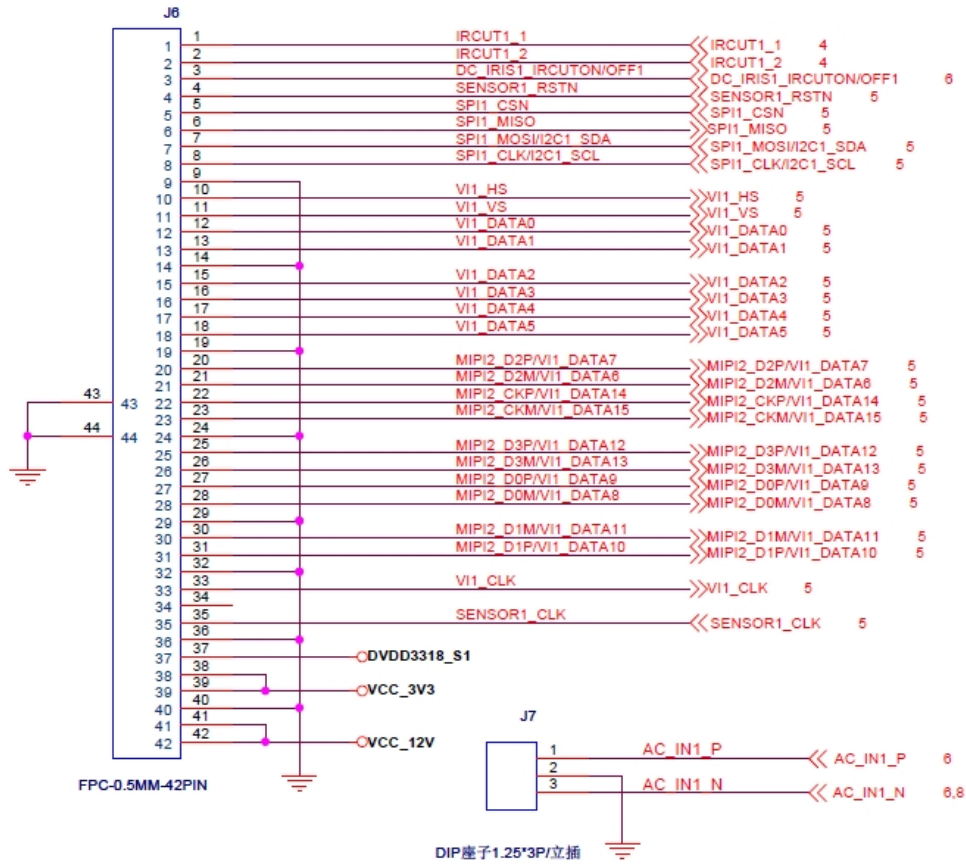 J6
1 1 IRCUT1_1 IRCUT1_1 4
2 2 IRCUT1_2 IRCUT1_2 4
3 3 DC_IRIS1_IRCUTON/OFF1 DC_IRIS1_IRCUTON/OFF1 6
4 4 SENSOR1_RSTN SENSOR1_RSTN 5
5 5 SPI1_CSN SPI1_CSN 5
6 6 SPI1_MISO SPI1_MISO 5
7 7 SPI1_MOSI/I2C1_SDA SPI1_MOSI/I2C1_SDA 5
8 8 SPI1_CLK/I2C1_SCL SPI1_CLK/I2C1_SCL 5
9 9
10 10 VI1_HS VI1_HS 5
11 11 VI1_VS VI1_VS 5
12 12 VI1_DATA0 VI1_DATA0 5
13 13 VI1_DATA1 VI1_DATA1 5
14 14
15 15 VI1_DATA2 VI1_DATA2 5
16 16 VI1_DATA3 VI1_DATA3 5
17 17 VI1_DATA4 VI1_DATA4 5
18 18 VI1_DATA5 VI1_DATA5 5
19 19
20 20 MIPI2_D2P/VI1_DATA7 MIPI2_D2P/VI1_DATA7 5
21 21 MIPI2_D2M/VI1_DATA6 MIPI2_D2M/VI1_DATA6 5
43 43 22 22 MIPI2_CKP/VI1_DATA14 MIPI2_CKP/VI1_DATA14 5
23 23 MIPI2_CKM/VI1_DATA15 MIPI2_CKM/VI1_DATA15 5
44 44 24 24
25 25 MIPI2_D3P/VI1_DATA12 MIPI2_D3P/VI1_DATA12 5
26 26 MIPI2_D3M/VI1_DATA13 MIPI2_D3M/VI1_DATA13 5
27 27 MIPI2_D0P/VI1_DATA9 MIPI2_D0P/VI1_DATA9 5
28 28 MIPI2_D0M/VI1_DATA8 MIPI2_D0M/VI1_DATA8 5
29 29
30 30 MIPI2_D1M/VI1_DATA11 MIPI2_D1M/VI1_DATA11 5
31 31 MIPI2_D1P/VI1_DATA10 MIPI2_D1P/VI1_DATA10 5
32 32
33 33 VI1_CLK VI1_CLK 5
34 34
35 35 SENSOR1_CLK SENSOR1_CLK 5
36 36
37 37 DVDD3318_S1
38 38
39 39 VCC_3V3
40 40
41 41
42 42 VCC_12V
FPC-0.5MM-42PIN
J7
1 AC_IN1_P AC_IN1_P 6
2
3 AC_IN1_N AC_IN1_N 6,8
DIP座子1.25*3P/立插